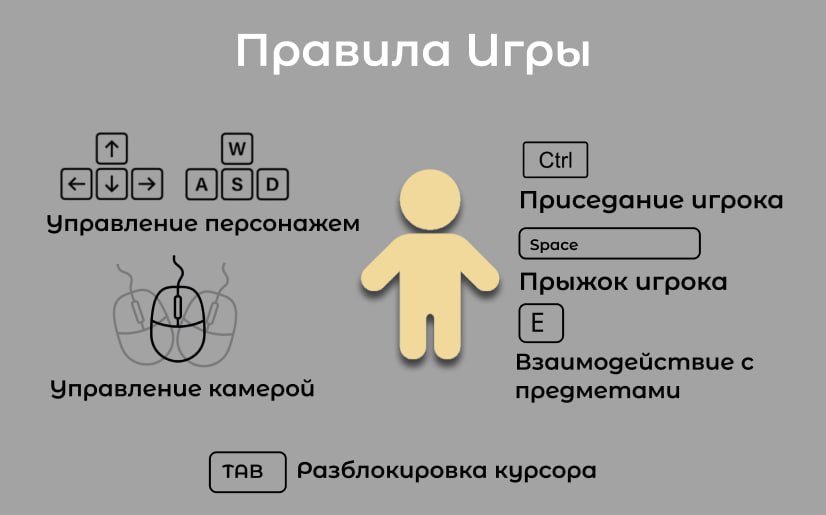 Правила Игры
↑
← ↓ →
W
A S D
Управление персонажем
Управление камерой
Ctrl
Приседание игрока
Space
Прыжок игрока
E
Взаимодействие с
предметами
TAB Разблокировка курсора